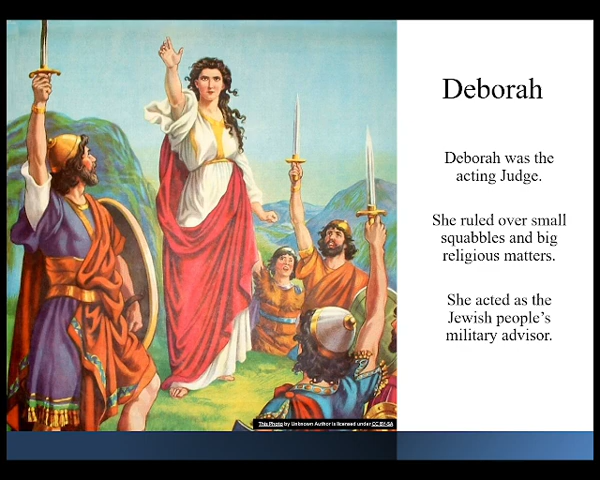 Deborah
Deborah was the
acting Judge.
She ruled over small
squabbles and big
religious matters.
She acted as the
Jewish people's
military advisor.
This Photo by Unknown Author is licensed under CC BY-SA